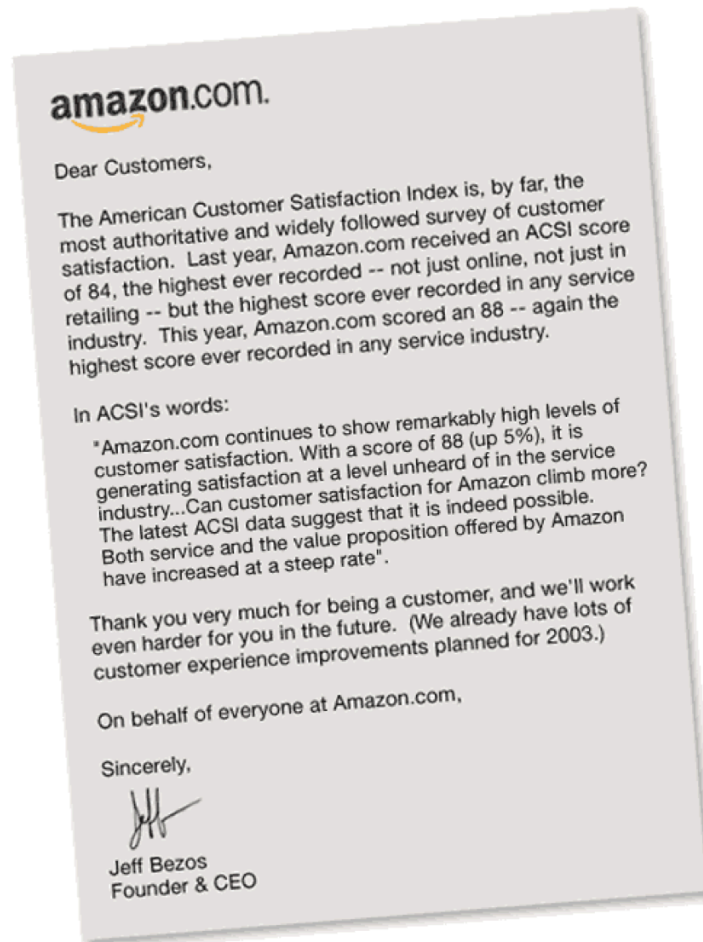 amazon.com.
Dear Customers,
The American Customer Satisfaction Index is, by far, the
most authoritative and widely followed survey of customer
satisfaction. Last year, Amazon.com received an ACSI score
of 84, the highest ever recorded -- not just online, not just in
retailing -- but the highest score ever recorded in any service
industry. This year, Amazon.com scored an 88 -- again the
highest score ever recorded in any service industry.
In ACSI's words:
"Amazon.com continues to show remarkably high levels of
customer satisfaction. With a score of 88 (up 5%), it is
generating satisfaction at a level unheard of in the service
industry...Can customer satisfaction for Amazon climb more?
The latest ACSI data suggest that it is indeed possible.
Both service and the value proposition offered by Amazon
have increased at a steep rate".
Thank you very much for being a customer, and we'll work
even harder for you in the future. (We already have lots of
customer experience improvements planned for 2003.)
On behalf of everyone at Amazon.com,
Sincerely,
Jeff
Jeff Bezos
Founder & CEO